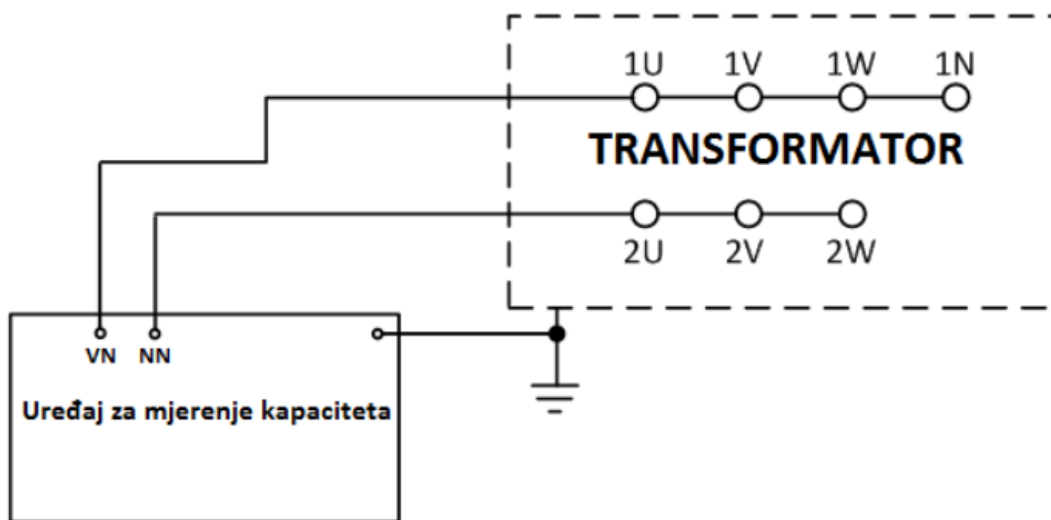 1U 1V 1W 1N
TRANSFORMATOR
2U 2V 2W
VN NN
Uređaj za mjerenje kapaciteta